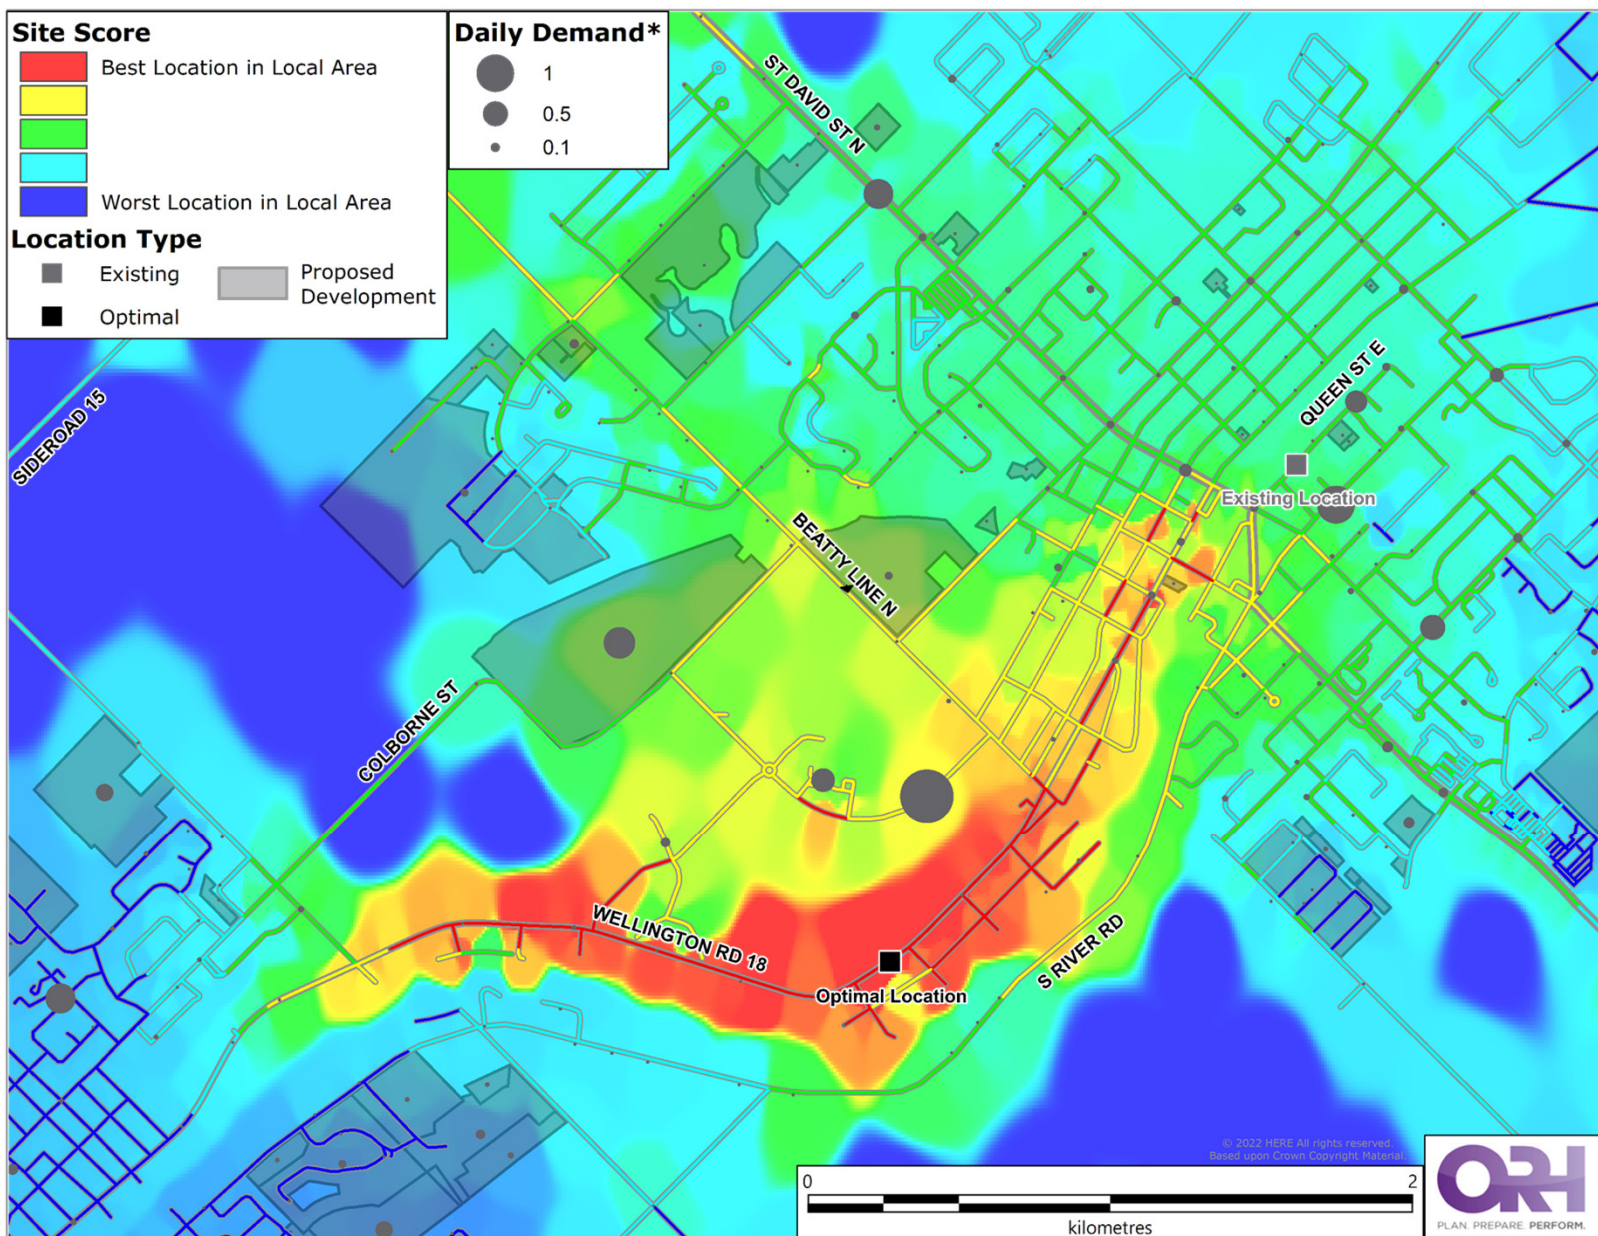 Site Score
Best Location in Local Area
Worst Location in Local Area
Location Type
Existing
Proposed
Development
Optimal
Daily Demand*
1
0.5
0.1
ST DAVID ST N
SIDEROAD 15
QUEEN ST E
Existing Location
BEATTY LINE N
COLBORNE ST
WELLINGTON RD 18
Optimal Location
S RIVER RD
© 2022 HERE All rights reserved.
Based upon Crown Copyright Material.
0
2
kilometres
ORH
PLAN. PREPARE. PERFORM.